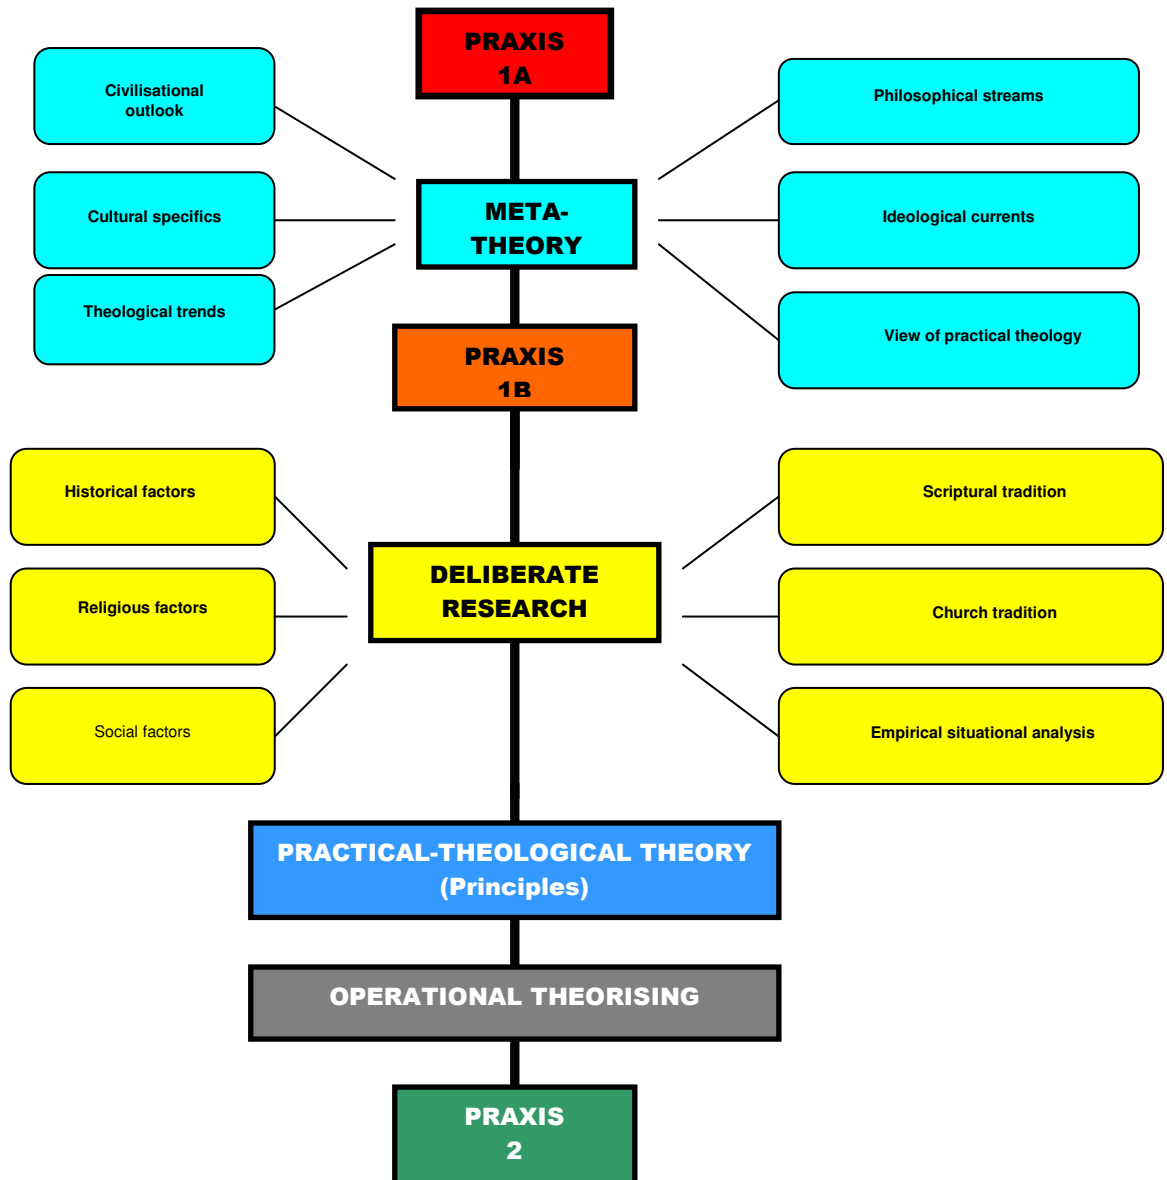 PRAXIS
1A
Civilisational
outlook
Philosophical streams
Cultural specifics
META-
THEORY
Ideological currents
Theological trends
View of practical theology
PRAXIS
1B
Historical factors
Scriptural tradition
DELIBERATE
RESEARCH
Religious factors
Church tradition
Social factors
Empirical situational analysis
PRACTICAL-THEOLOGICAL THEORY
(Principles)
OPERATIONAL THEORISING
PRAXIS
2